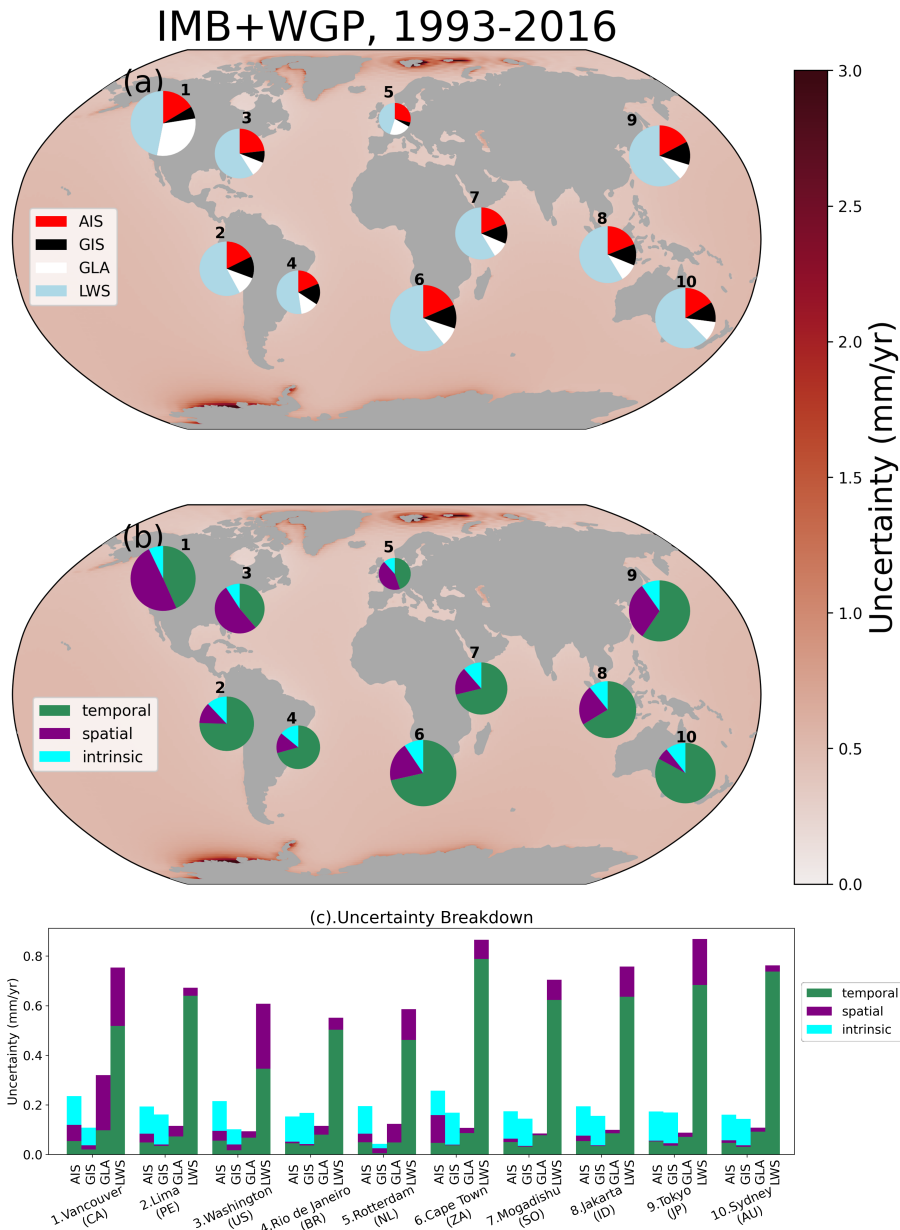 IMB+WGP, 1993-2016
(a)
1
3
5
9
7
2
4
8
6
10
AIS
GIS
GLA
LWS
3.0
2.5
2.0
1.5
1.0
0.5
0.0
Uncertainty (mm/yr)
(b)
1
3
5
9
7
2
4
8
6
10
temporal
spatial
intrinsic
(c).Uncertainty Breakdown
Uncertainty (mm/yr)
0.8
0.6
0.4
0.2
0.0
temporal
spatial
intrinsic
AIS GIS GLA LWS AIS GIS GLA LWS AIS GIS GLA LWS AIS GIS GLA LWS AIS GIS GLA LWS AIS GIS GLA LWS AIS GIS GLA LWS AIS GIS GLA LWS AIS GIS GLA LWS AIS GIS GLA LWS
1.Vancouver
(CA)
2.Lima
(PE)
3.Washington
(US)
4.Rio de Janeiro
(BR)
5.Rotterdam
(NL)
6.Cape Town
(ZA)
7.Mogadishu
(SO)
8.Jakarta
(ID)
9.Tokyo
(JP)
10.Sydney
(AU)